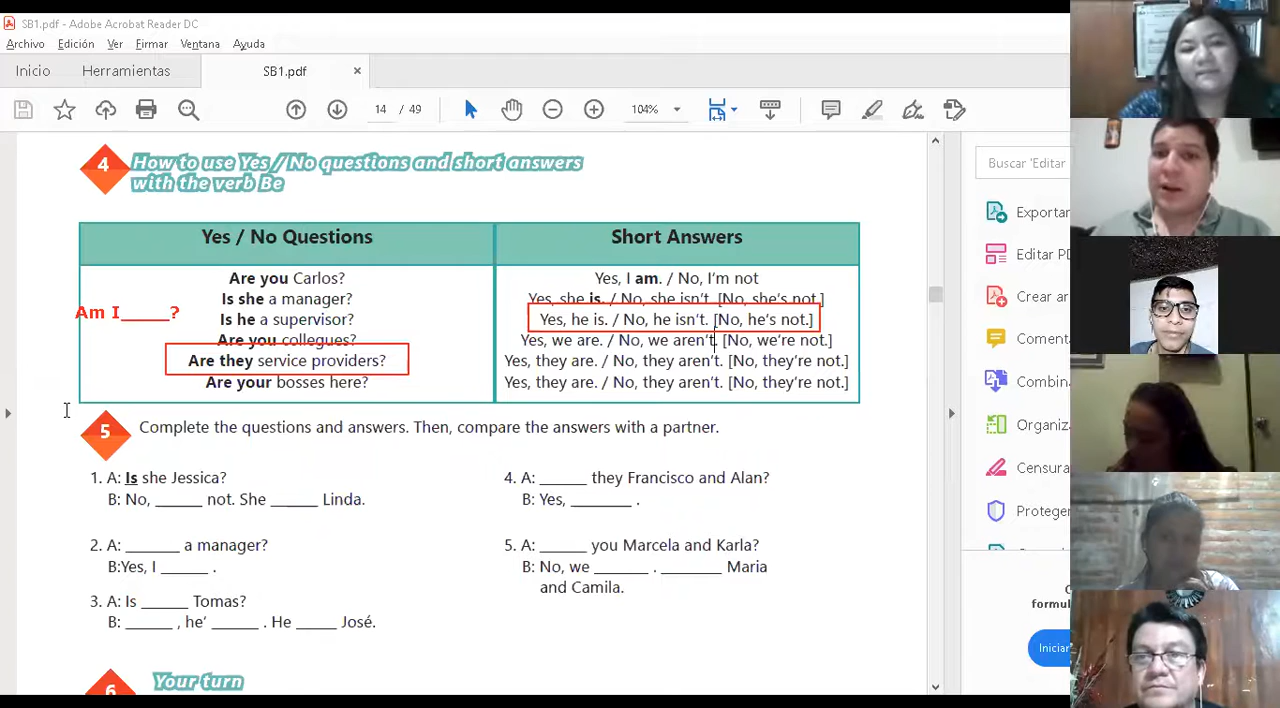 SB1.pdf - Adobe Acrobat Reader DC
Archivo Edición Ver Firmar Ventana Ayuda
Inicio Herramientas SB1.pdf ×
14 / 49 104%
4 How to use Yes / No questions and short answers
with the verb Be
Yes / No Questions Short Answers
Are you Carlos? Yes, I am. / No, I'm not
Is she a manager? Yes, she is. / No, she isn't. [No, she's not.]
Am I_____?
Is he a supervisor? Yes, he is. / No, he isn't. [No, he's not.]
Are you collegues? Yes, we are. / No, we aren't. [No, we're not.]
Are they service providers? Yes, they are. / No, they aren't. [No, they're not.]
Are your bosses here? Yes, they are. / No, they aren't. [No, they're not.]
5 Complete the questions and answers. Then, compare the answers with a partner.
1. A: Is she Jessica?
B: No, ______ not. She ______ Linda.
2. A: _______ a manager?
B:Yes, I ______ .
3. A: Is ______ Tomas?
B: ______ , he' ______ . He _____ José.
4. A: ______ they Francisco and Alan?
B: Yes, ________ .
5. A: ______ you Marcela and Karla?
B: No, we _______ . ________ Maria
and Camila.
6 Your turn
Buscar 'Editar
Exportar
Editar PD
Crear ar
Coment
Combin
Organiz
Censura
Proteger
formul
Iniciar